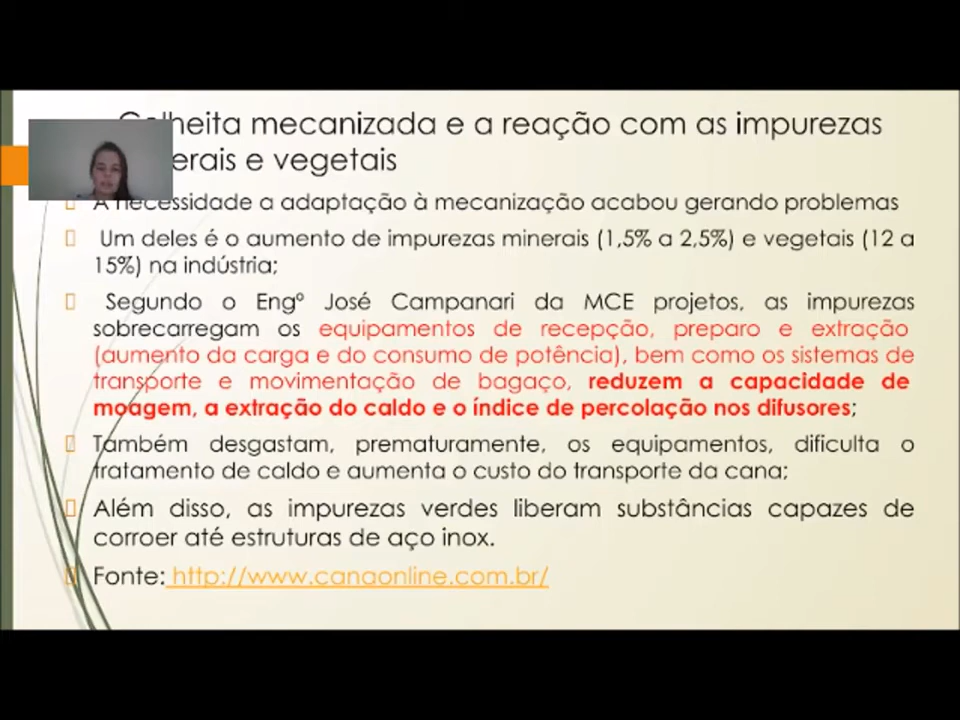 Colheita mecanizada e a reação com as impurezas
erais e vegetais
A necessidade a adaptação à mecanização acabou gerando problemas
Um deles é o aumento de impurezas minerais (1,5% a 2,5%) e vegetais (12 a
15%) na indústria;
Segundo o Engº José Campanari da MCE projetos, as impurezas
sobrecarregam os equipamentos de recepção, preparo e extração
(aumento da carga e do consumo de potência), bem como os sistemas de
transporte e movimentação de bagaço, reduzem a capacidade de
moagem, a extração do caldo e o índice de percolação nos difusores;
Também desgastam, prematuramente, os equipamentos, dificulta o
tratamento de caldo e aumenta o custo do transporte da cana;
Além disso, as impurezas verdes liberam substâncias capazes de
corroer até estruturas de aço inox.
Fonte: http://www.canaonline.com.br/